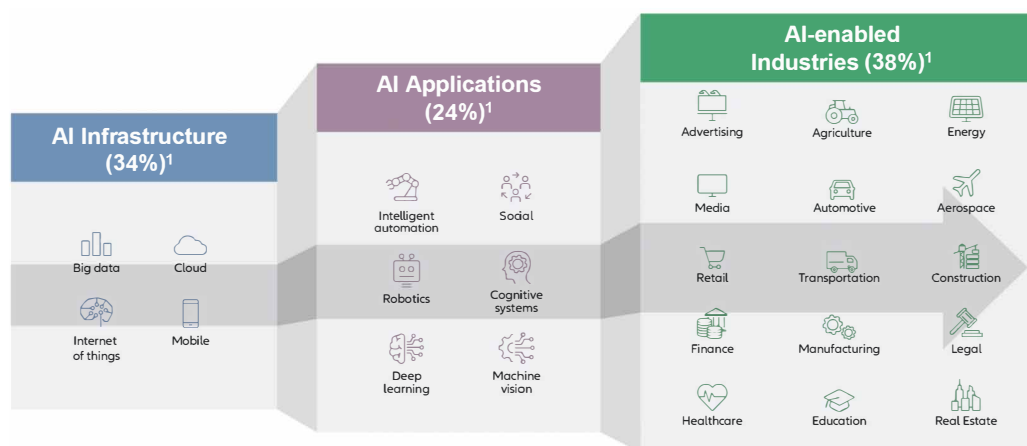 AI Infrastructure
(34%)¹
Big data
Cloud
Internet
of things
Mobile
AI Applications
(24%)¹
Intelligent
automation
Social
Robotics
Cognitive
systems
Deep
learning
Machine
vision
AI-enabled
Industries (38%)¹
Advertising
Agriculture
Energy
Media
Automotive
Aerospace
Retail
Transportation
Construction
Finance
Manufacturing
Legal
Healthcare
Education
Real Estate